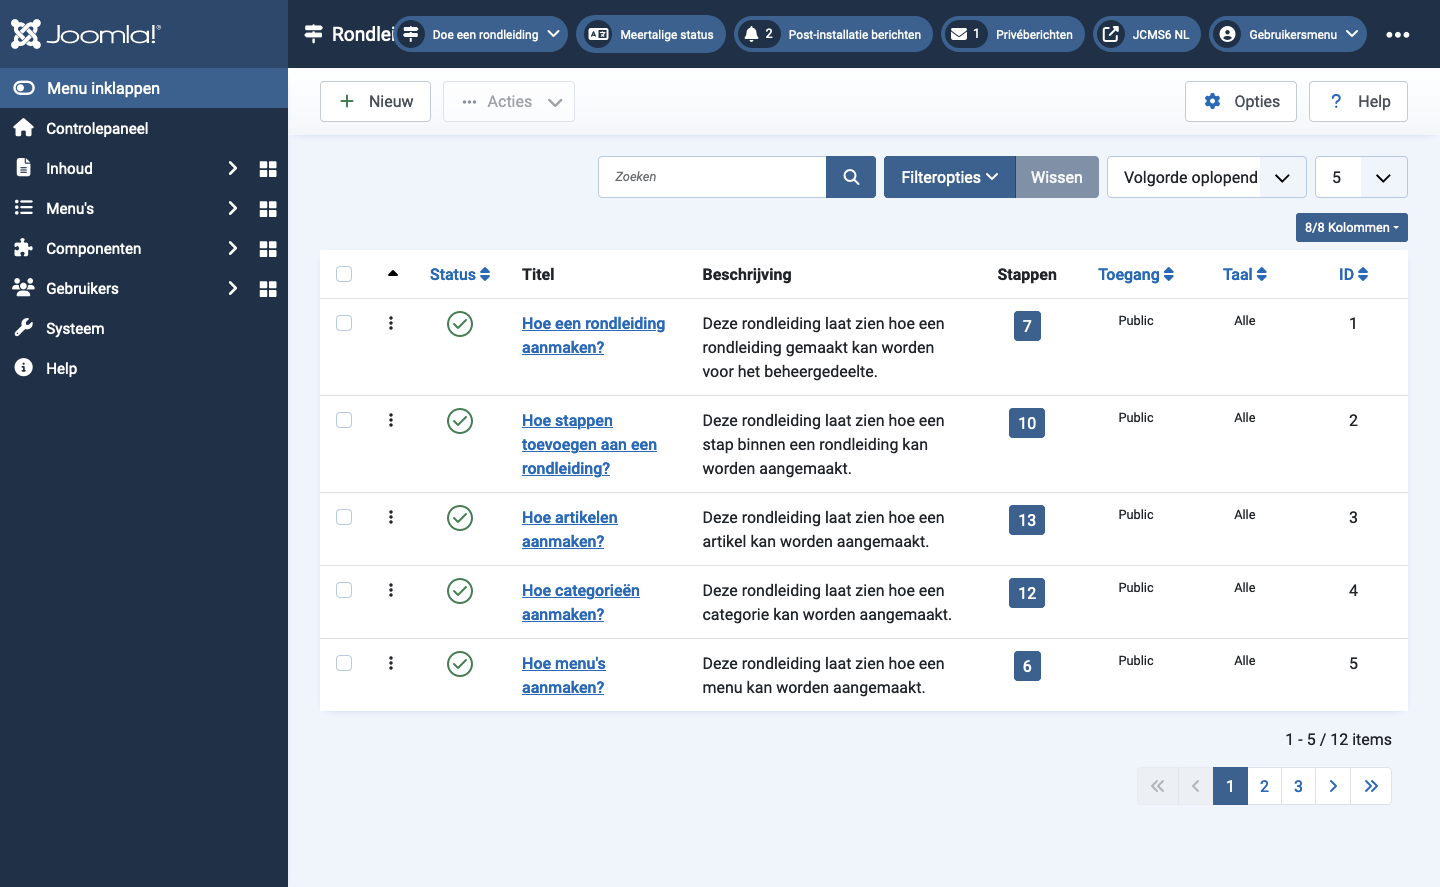 Joomla!®
Rondlei
Doe een rondleiding
Meertalige status
2 Post-installatie berichten
1 Privéberichten
JCMS6 NL
Gebruikersmenu
Menu inklappen
Controlepaneel
Inhoud
Menu's
Componenten
Gebruikers
Systeem
Help
Nieuw
Acties
Opties
? Help
Zoeken
Filteropties
Wissen
Volgorde oplopend
5
8/8 Kolommen
Status Titel Beschrijving Stappen Toegang Taal ID
Hoe een rondleiding Deze rondleiding laat zien hoe een 7 Public Alle 1
aanmaken? rondleiding gemaakt kan worden
voor het beheergedeelte.
Hoe stappen Deze rondleiding laat zien hoe een 10 Public Alle 2
toevoegen aan een stap binnen een rondleiding kan
rondleiding? worden aangemaakt.
Hoe artikelen Deze rondleiding laat zien hoe een 13 Public Alle 3
aanmaken? artikel kan worden aangemaakt.
Hoe categorieën Deze rondleiding laat zien hoe een 12 Public Alle 4
aanmaken? categorie kan worden aangemaakt.
Hoe menu's Deze rondleiding laat zien hoe een 6 Public Alle 5
aanmaken? menu kan worden aangemaakt.
1 - 5 / 12 items
1 2 3